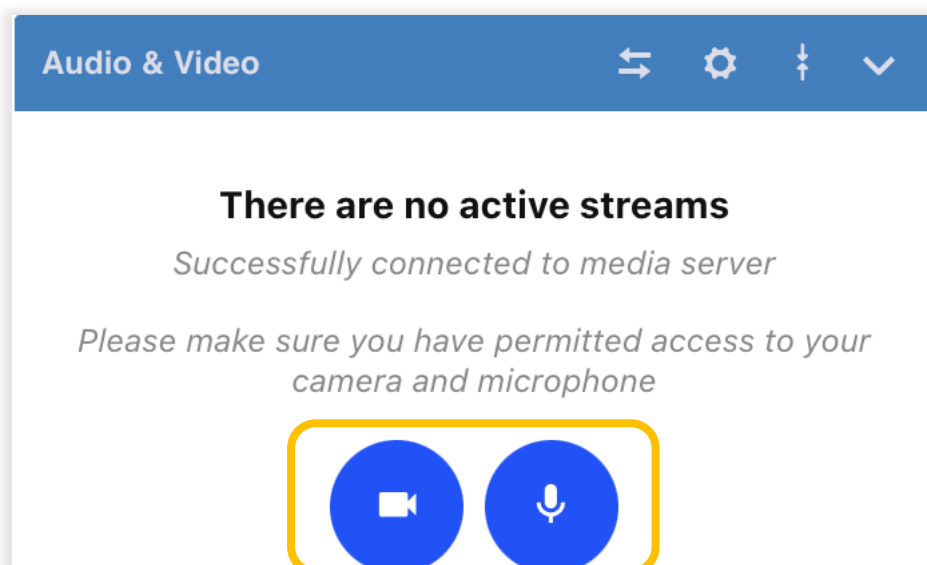 Audio & Video
There are no active streams
Successfully connected to media server
Please make sure you have permitted access to your
camera and microphone